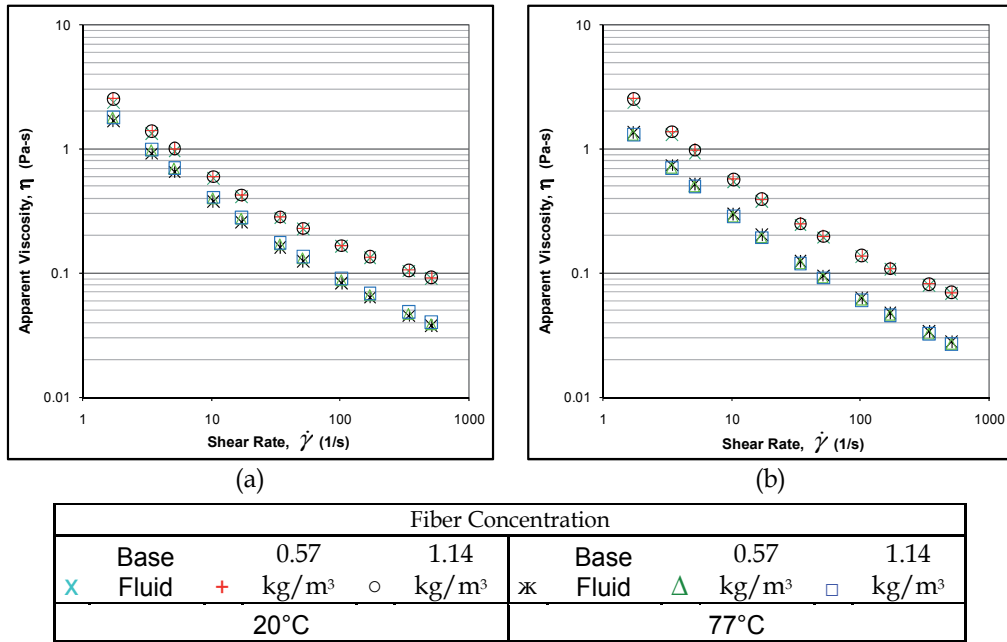 10
1
0.1
0.01
1 10 100 1000
Apparent Viscosity, η (Pa-s)
Shear Rate, γ̇ (1/s)
(a)
10
1
0.1
0.01
1 10 100 1000
Apparent Viscosity, η (Pa-s)
Shear Rate, γ̇ (1/s)
(b)
Fiber Concentration
Base 0.57 1.14 Base 0.57 1.14
x Fluid + kg/m³ ○ kg/m³ ж Fluid Δ kg/m³ □ kg/m³
20°C 77°C